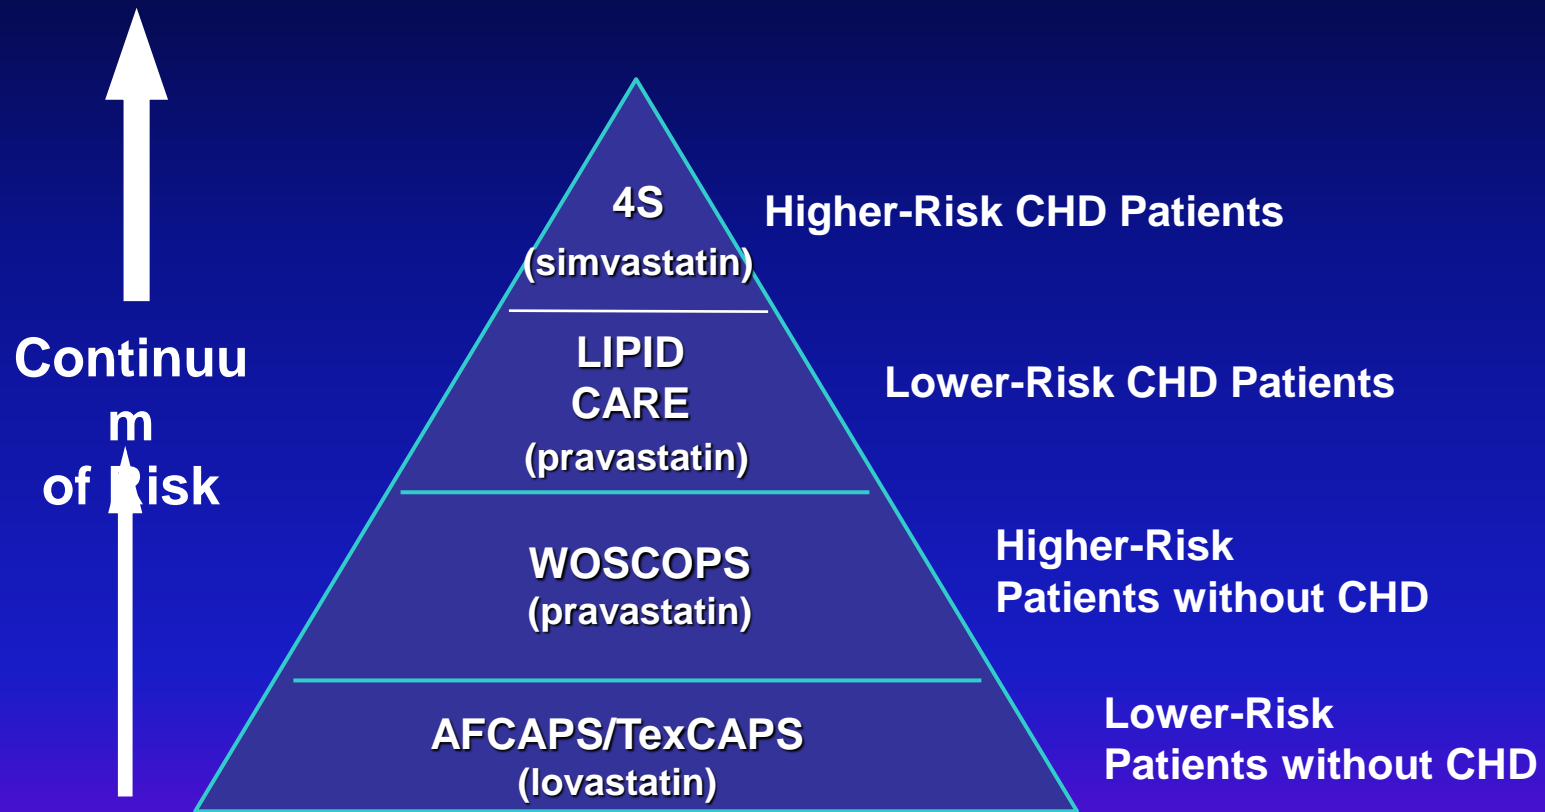 4S
(simvastatin)
Higher-Risk CHD Patients
Continuu
m
of Risk
LIPID
CARE
(pravastatin)
Lower-Risk CHD Patients
WOSCOPS
(pravastatin)
Higher-Risk
Patients without CHD
AFCAPS/TexCAPS
(lovastatin)
Lower-Risk
Patients without CHD